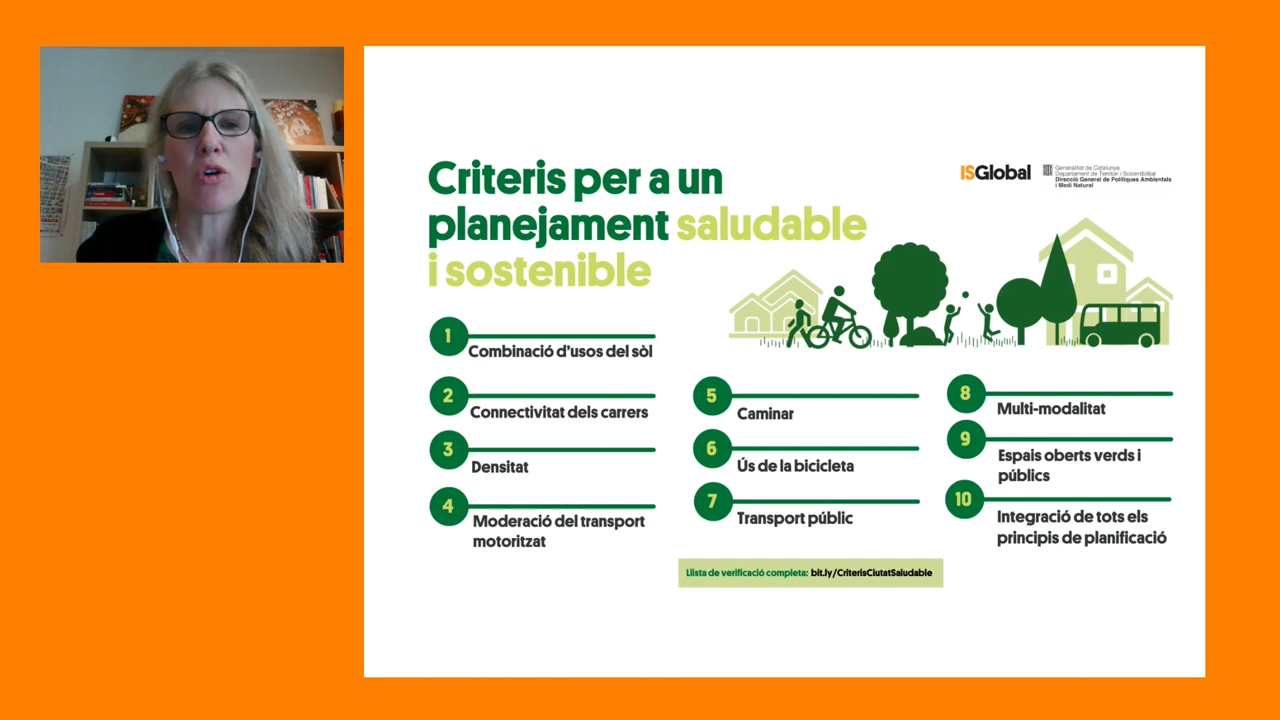 Criteris per a un
planejament saludable
i sostenible
ISGlobal
Generalitat de Catalunya
Departament de Territori i Sostenibilitat
Direcció General de Polítiques Ambientals
i Medi Natural
1
Combinació d'usos del sòl
2
Connectivitat dels carrers
3
Densitat
4
Moderació del transport
motoritzat
5
Caminar
6
Ús de la bicicleta
7
Transport públic
8
Multi-modalitat
9
Espais oberts verds i
públics
10
Integració de tots els
principis de planificació
Llista de verificació completa: bit.ly/CriterisCiutatSaludable